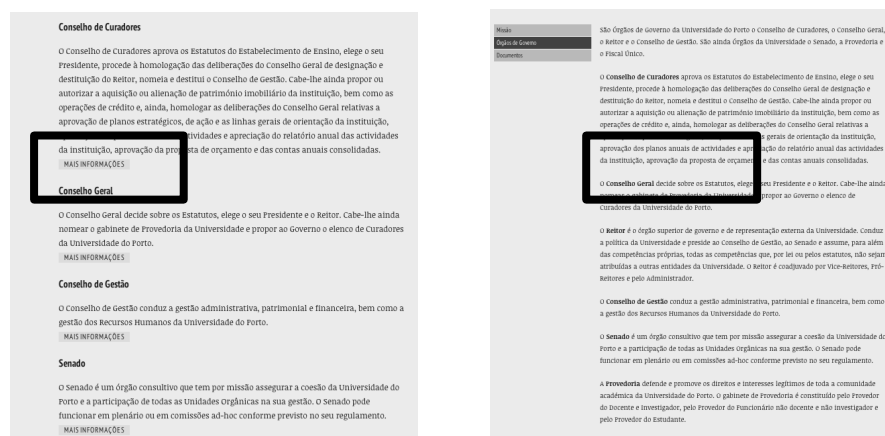 Conselho de Curadores
O Conselho de Curadores aprova os Estatutos do Estabelecimento de Ensino, elege o seu
Presidente, procede à homologação das deliberações do Conselho Geral de designação e
destituição do Reitor, nomeia e destitui o Conselho de Gestão. Cabe-lhe ainda propor ou
autorizar a aquisição ou alienação de património imobiliário da instituição, bem como as
operações de crédito e, ainda, homologar as deliberações do Conselho Geral relativas a
aprovação de planos estratégicos, de ação e as linhas gerais de orientação da instituição,
tividades e apreciação do relatório anual das actividades
da instituição, aprovação da proposta de orçamento e das contas anuais consolidadas.
MAIS INFORMAÇÕES
Conselho Geral
O Conselho Geral decide sobre os Estatutos, elege o seu Presidente e o Reitor. Cabe-lhe ainda
nomear o gabinete de Provedoria da Universidade e propor ao Governo o elenco de Curadores
da Universidade do Porto.
MAIS INFORMAÇÕES
Conselho de Gestão
O Conselho de Gestão conduz a gestão administrativa, patrimonial e financeira, bem como a
gestão dos Recursos Humanos da Universidade do Porto.
MAIS INFORMAÇÕES
Senado
O Senado é um órgão consultivo que tem por missão assegurar a coesão da Universidade do
Porto e a participação de todas as Unidades Orgânicas na sua gestão. O Senado pode
funcionar em plenário ou em comissões ad-hoc conforme previsto no seu regulamento.
MAIS INFORMAÇÕES
Missão
Órgãos de Governo
Documentos
São Órgãos de Governo da Universidade do Porto o Conselho de Curadores, o Conselho Geral,
o Reitor e o Conselho de Gestão. São ainda Órgãos da Universidade o Senado, a Provedoria e
o Fiscal Único.
O Conselho de Curadores aprova os Estatutos do Estabelecimento de Ensino, elege o seu
Presidente, procede à homologação das deliberações do Conselho Geral de designação e
destituição do Reitor, nomeia e destitui o Conselho de Gestão. Cabe-lhe ainda propor ou
autorizar a aquisição ou alienação de património imobiliário da instituição, bem como as
operações de crédito e, ainda, homologar as deliberações do Conselho Geral relativas a
s gerais de orientação da instituição,
aprovação dos planos anuais de actividades e apreciação do relatório anual das actividades
da instituição, aprovação da proposta de orçamento e das contas anuais consolidadas.
O Conselho Geral decide sobre os Estatutos, elege o seu Presidente e o Reitor. Cabe-lhe ainda
nomear o gabinete de Provedoria da Universidade e propor ao Governo o elenco de
Curadores da Universidade do Porto.
O Reitor é o órgão superior de governo e de representação externa da Universidade. Conduz
a política da Universidade e preside ao Conselho de Gestão, ao Senado e assume, para além
das competências próprias, todas as competências que, por lei ou pelos estatutos, não sejam
atribuídas a outras entidades da Universidade. O Reitor é coadjuvado por Vice-Reitores, Pró-
Reitores e pelo Administrador.
O Conselho de Gestão conduz a gestão administrativa, patrimonial e financeira, bem como
a gestão dos Recursos Humanos da Universidade do Porto.
O Senado é um órgão consultivo que tem por missão assegurar a coesão da Universidade do
Porto e a participação de todas as Unidades Orgânicas na sua gestão. O Senado pode
funcionar em plenário ou em comissões ad-hoc conforme previsto no seu regulamento.
A Provedoria defende e promove os direitos e interesses legítimos de toda a comunidade
académica da Universidade do Porto. O gabinete de Provedoria é constituído pelo Provedor
do Docente e Investigador, pelo Provedor do Funcionário não docente e não investigador e
pelo Provedor do Estudante.